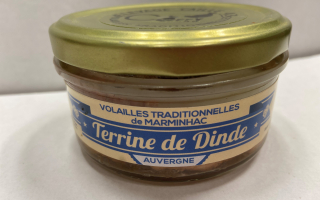 VOLAILLES TRADITIONNELLES
de MARMINHAC
Terrine de Dinde
AUVERGNE